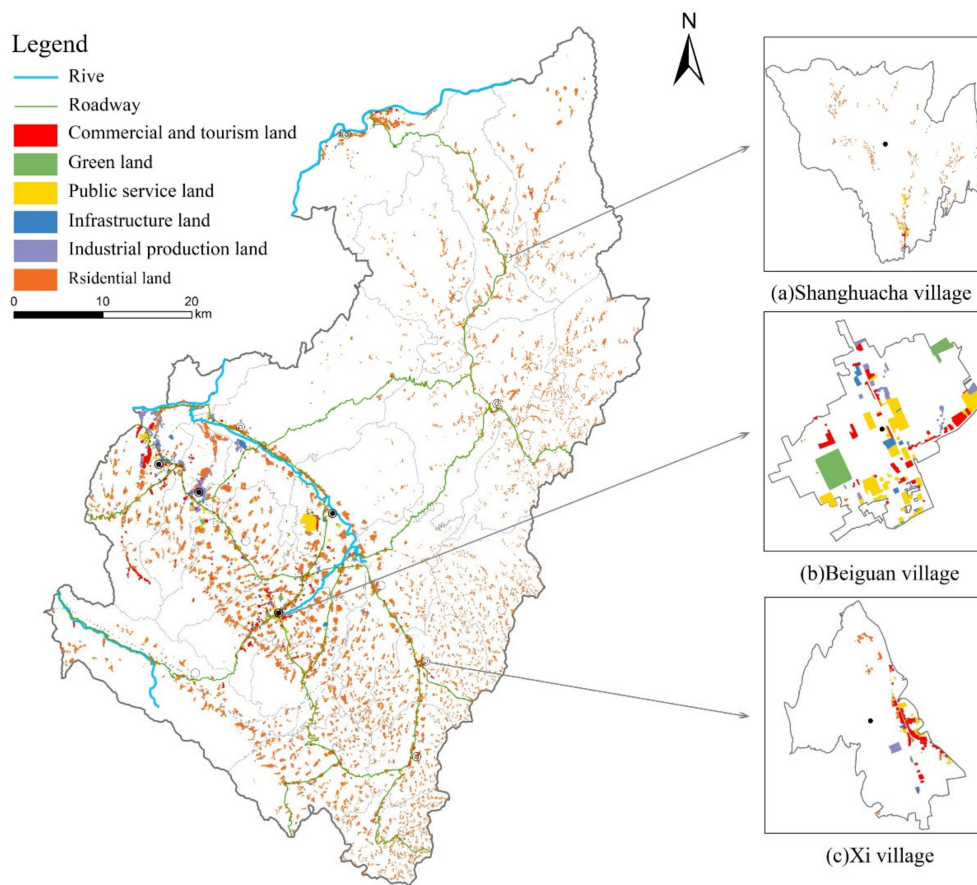 Legend
Rive
Roadway
Commercial and tourism land
Green land
Public service land
Infrastructure land
Industrial production land
Rsidential land
0 10 20
km
N
(a)Shanghuacha village
(b)Beiguan village
(c)Xi village